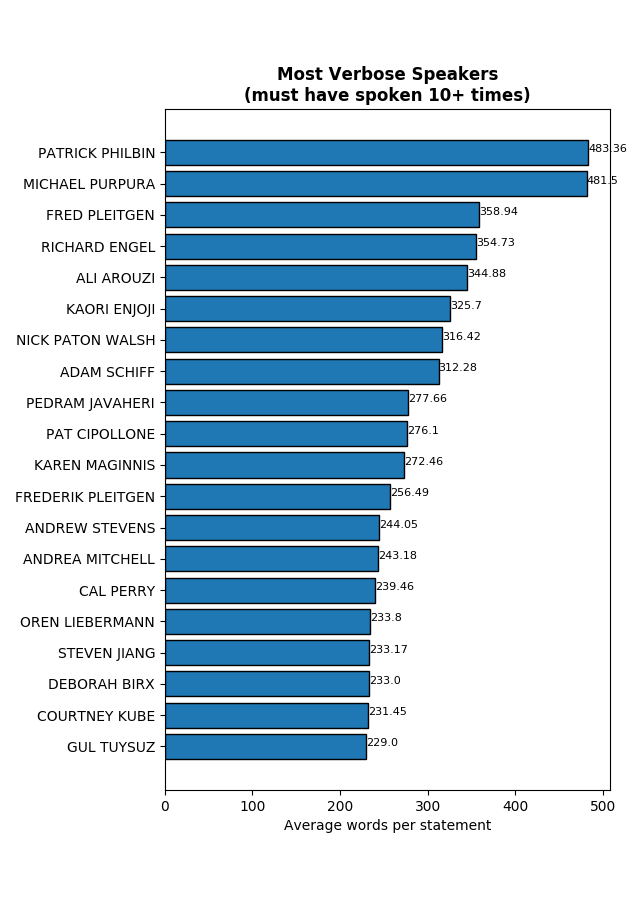 Most Verbose Speakers
(must have spoken 10+ times)
PATRICK PHILBIN 483.36
MICHAEL PURPURA 481.5
FRED PLEITGEN 358.94
RICHARD ENGEL 354.73
ALI AROUZI 344.88
KAORI ENJOJI 325.7
NICK PATON WALSH 316.42
ADAM SCHIFF 312.28
PEDRAM JAVAHERI 277.66
PAT CIPOLLONE 276.1
KAREN MAGINNIS 272.46
FREDERIK PLEITGEN 256.49
ANDREW STEVENS 244.05
ANDREA MITCHELL 243.18
CAL PERRY 239.46
OREN LIEBERMANN 233.8
STEVEN JIANG 233.17
DEBORAH BIRX 233.0
COURTNEY KUBE 231.45
GUL TUYSUZ 229.0
0 100 200 300 400 500
Average words per statement